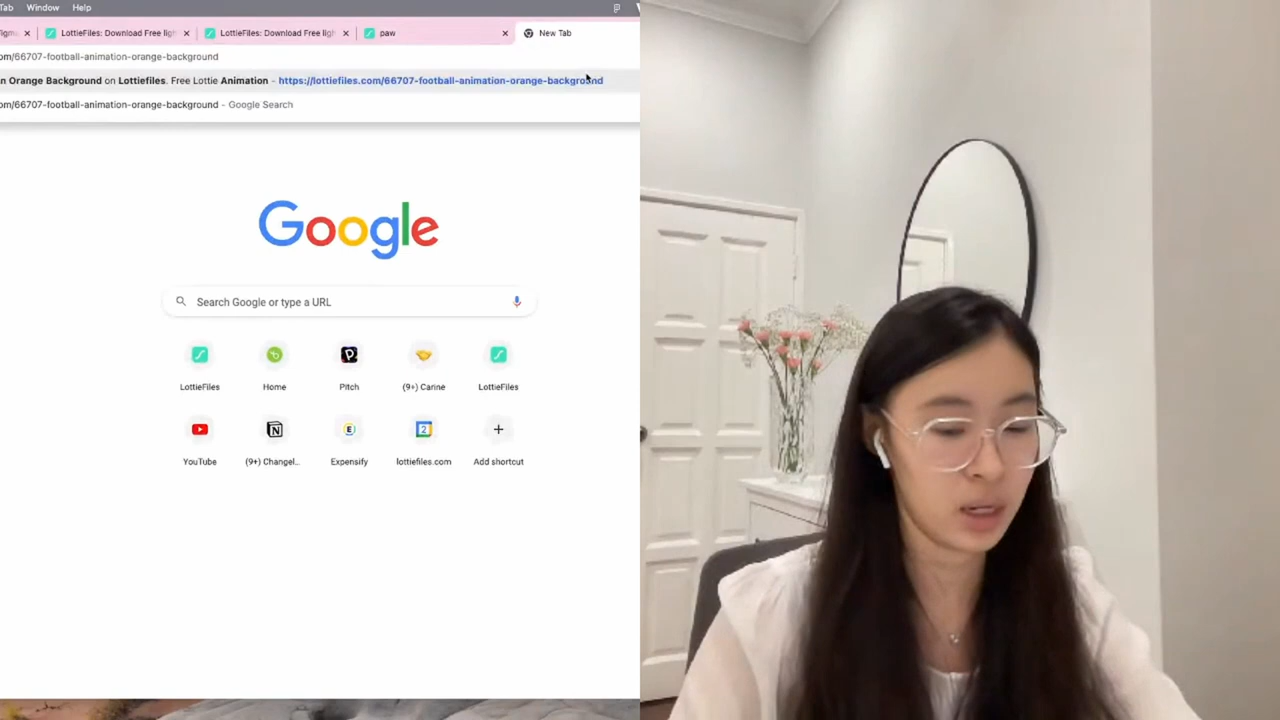 Tab Window Help
LottieFiles: Download Free ligh LottieFiles: Download Free ligh paw New Tab
om/66707-football-animation-orange-background
n Orange Background on Lottiefiles. Free Lottie Animation - https://lottiefiles.com/66707-football-animation-orange-background
om/66707-football-animation-orange-background - Google Search
Google
Search Google or type a URL
LottieFiles Home Pitch (9+) Carine LottieFiles
YouTube (9+) Changel... Expensify lottiefiles.com Add shortcut